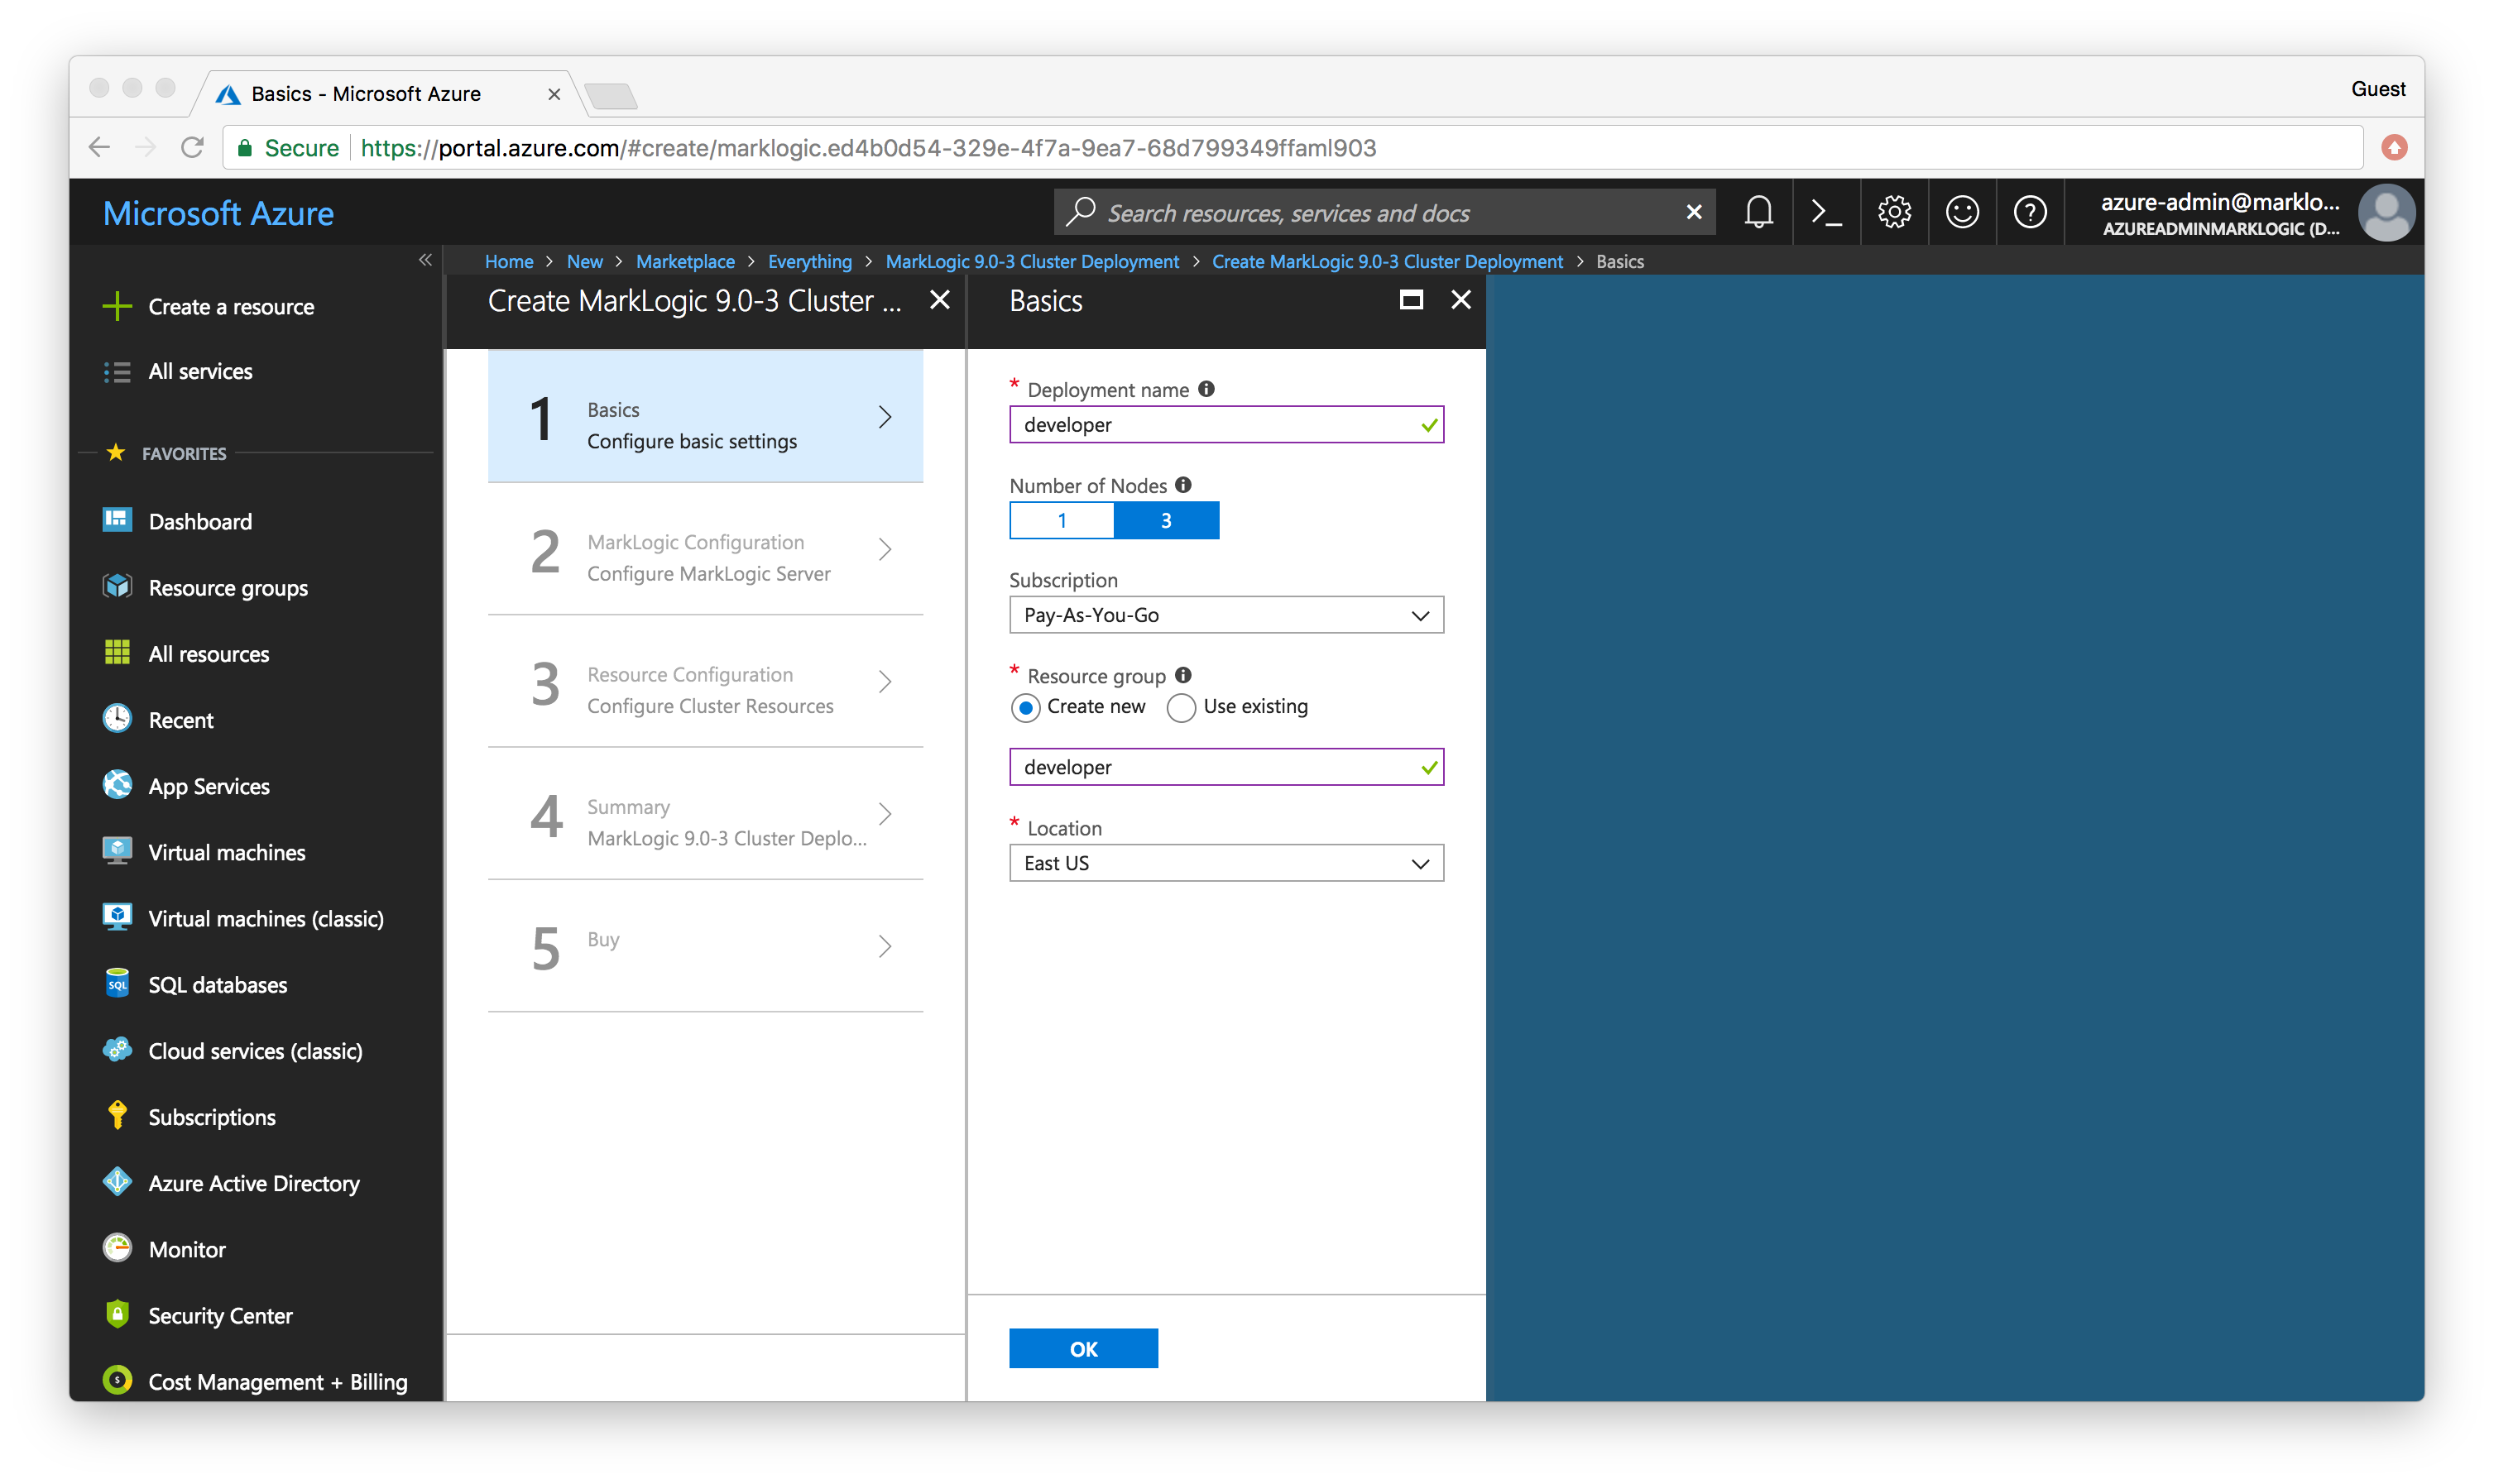 Basics - Microsoft Azure
Guest
Secure https://portal.azure.com/#create/marklogic.ed4b0d54-329e-4f7a-9ea7-68d799349ffaml903
Microsoft Azure
Search resources, services and docs
azure-admin@marklo...
AZUREADMINMARKLOGIC (D...
Home > New > Marketplace > Everything > MarkLogic 9.0-3 Cluster Deployment > Create MarkLogic 9.0-3 Cluster Deployment > Basics
Create a resource
All services
FAVORITES
Dashboard
Resource groups
All resources
Recent
App Services
Virtual machines
Virtual machines (classic)
SQL
SQL databases
Cloud services (classic)
Subscriptions
Azure Active Directory
Monitor
Security Center
Cost Management + Billing
Create MarkLogic 9.0-3 Cluster ...
1
Basics
Configure basic settings
2
MarkLogic Configuration
Configure MarkLogic Server
3
Resource Configuration
Configure Cluster Resources
4
Summary
MarkLogic 9.0-3 Cluster Deplo...
5
Buy
Basics
* Deployment name
developer
Number of Nodes
1 3
Subscription
Pay-As-You-Go
* Resource group
Create new Use existing
developer
* Location
East US
OK